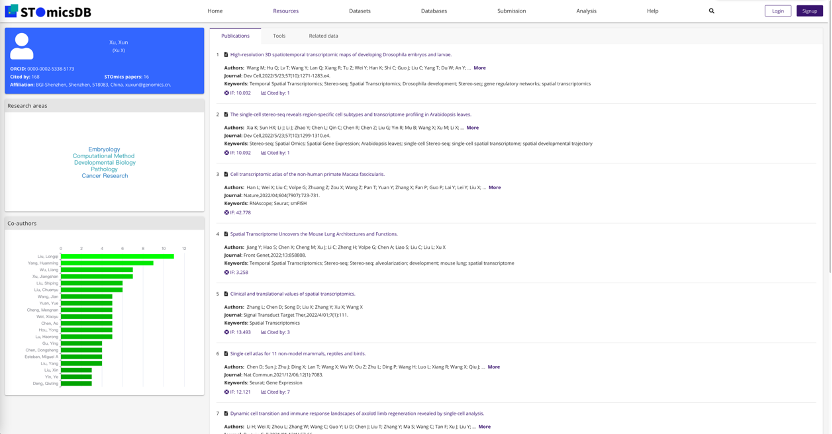 STOmicsDB
Home Resources Datasets Databases Submission Analysis Help Login Signup
Xu, Xun
(Xu, X)
ORCID: 0000-0002-5338-5173
Cited by: 168 STOmics papers: 16
Affiliation: BGI Shenzhen, Shenzhen, 518083, China, xuxun@genomics.cn.
Research areas
Embryology
Computational Method
Developmental Biology
Pathology
Cancer Research
Co-authors
0 2 4 6 8 10 12
Liu, Longqi
Yang, Huanming
Wu, Liang
Xu, Jiangshan
Liu, Shiping
Liu, Chuanyu
Wang, Jian
Yuan, Yue
Cheng, Mengnan
Wei, Xiaoyu
Chen, Ao
Hou, Yong
Lu, Haorong
Gu, Ying
Chen, Dongsheng
Esteban, Miguel A
Liu, Yang
Liu, Xin
Yin, Ye
Deng, Qiuting
Publications Tools Related data
1 High-resolution 3D spatiotemporal transcriptomic maps of developing Drosophila embryos and larvae.
Authors: Wang M; Hu Q; Lv T; Wang Y; Lan Q; Xiang R; Tu Z; Wei Y; Han K; Shi C; Guo J; Liu C; Yang T; Du W; An Y; ... More
Journal: Dev Cell,2022/5/23;57(10):1271-1283.e4.
Keywords: Temporal Spatial Transcriptomics; Stereo-seq; Spatial Transcriptomics; Drosophila development; Stereo-seq; gene regulatory networks; spatial transcriptomics
IF: 10.092 Cited by: 1
2 The single-cell stereo-seq reveals region-specific cell subtypes and transcriptome profiling in Arabidopsis leaves.
Authors: Xia K; Sun HX; Li J; Li J; Zhao Y; Chen L; Qin C; Chen R; Chen Z; Liu G; Yin R; Mu B; Wang X; Xu M; Li X; ... More
Journal: Dev Cell,2022/5/23;57(10):1299-1310.e4.
Keywords: Stereo-seq; Spatial Omics; Spatial Gene Expression; Arabidopsis leaves; single cell Stereo-seq; single-cell spatial transcriptome; spatial developmental trajectory
IF: 10.092 Cited by: 1
3 Cell transcriptomic atlas of the non-human primate Macaca fascicularis.
Authors: Han L; Wei X; Liu C; Volpe G; Zhuang Z; Zou X; Wang Z; Pan T; Yuan Y; Zhang X; Fan P; Guo P; Lai Y; Lei Y; Liu X; ... More
Journal: Nature,2022/04;604(7907):723-731.
Keywords: RNAscope; Seurat; smFISH
IF: 42.778
4 Spatial Transcriptome Uncovers the Mouse Lung Architectures and Functions.
Authors: Jiang Y; Hao S; Chen X; Cheng M; Xu J; Li C; Zheng H; Volpe G; Chen A; Liao S; Liu C; Liu L; Xu X
Journal: Front Genet,2022;13:858808.
Keywords: Temporal Spatial Transcriptomics; Stereo-seq; Stereo-seq; alveolarization; development; mouse lung; spatial transcriptome
IF: 3.258
5 Clinical and translational values of spatial transcriptomics.
Authors: Zhang L; Chen D; Song D; Liu X; Zhang Y; Xu X; Wang X
Journal: Signal Transduct Target Ther,2022/4/01;7(1):111.
Keywords: Spatial Transcriptomics
IF: 13.493 Cited by: 3
6 Single cell atlas for 11 non-model mammals, reptiles and birds.
Authors: Chen D; Sun J; Zhu J; Ding X; Lan T; Wang X; Wu W; Ou Z; Zhu L; Ding P; Wang H; Luo L; Xiang R; Wang X; Qiu J; ... More
Journal: Nat Commun,2021/12/06;12(1):7083.
Keywords: Seurat; Gene Expression
IF: 12.121 Cited by: 7
7 Dynamic cell transition and immune response landscapes of axolotl limb regeneration revealed by single-cell analysis.
Authors: Li H; Wei X; Zhou L; Zhang W; Wang C; Guo Y; Li D; Chen J; Liu T; Zhang Y; Ma S; Wang C; Tan F; Xu J; Liu Y; ... More